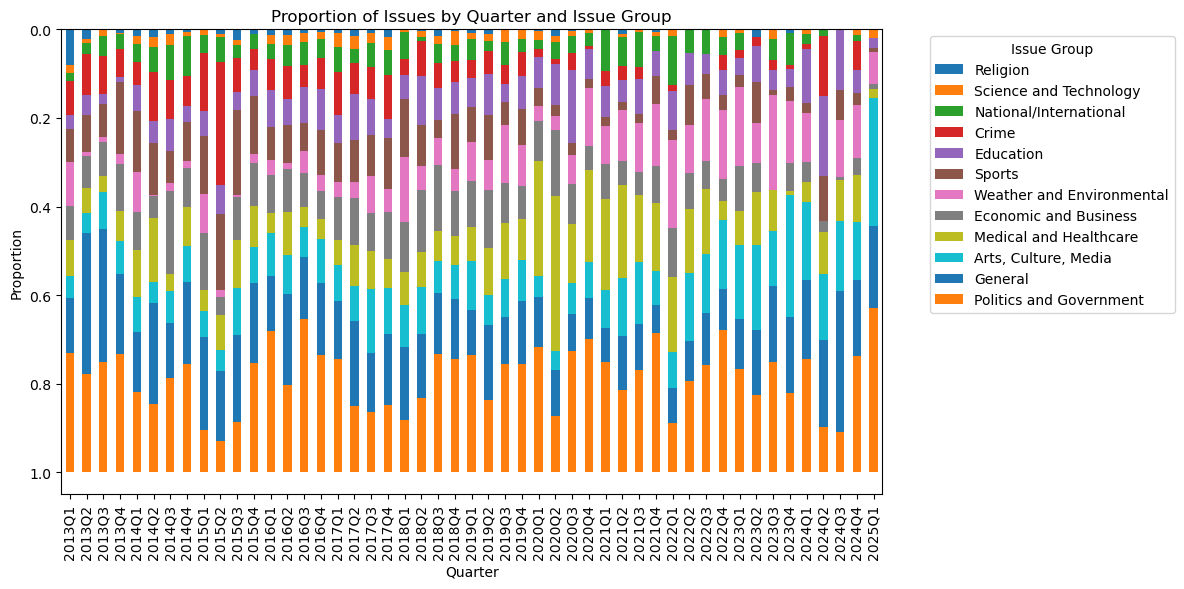 Proportion of Issues by Quarter and Issue Group
Proportion
0.0
0.2
0.4
0.6
0.8
1.0
2013Q1
2013Q2
2013Q3
2013Q4
2014Q1
2014Q2
2014Q3
2014Q4
2015Q1
2015Q2
2015Q3
2015Q4
2016Q1
2016Q2
2016Q3
2016Q4
2017Q1
2017Q2
2017Q3
2017Q4
2018Q1
2018Q2
2018Q3
2018Q4
2019Q1
2019Q2
2019Q3
2019Q4
2020Q1
2020Q2
2020Q3
2020Q4
2021Q1
2021Q2
2021Q3
2021Q4
2022Q1
2022Q2
2022Q3
2022Q4
2023Q1
2023Q2
2023Q3
2023Q4
2024Q1
2024Q2
2024Q3
2024Q4
2025Q1
Quarter
Issue Group
Religion
Science and Technology
National/International
Crime
Education
Sports
Weather and Environmental
Economic and Business
Medical and Healthcare
Arts, Culture, Media
General
Politics and Government